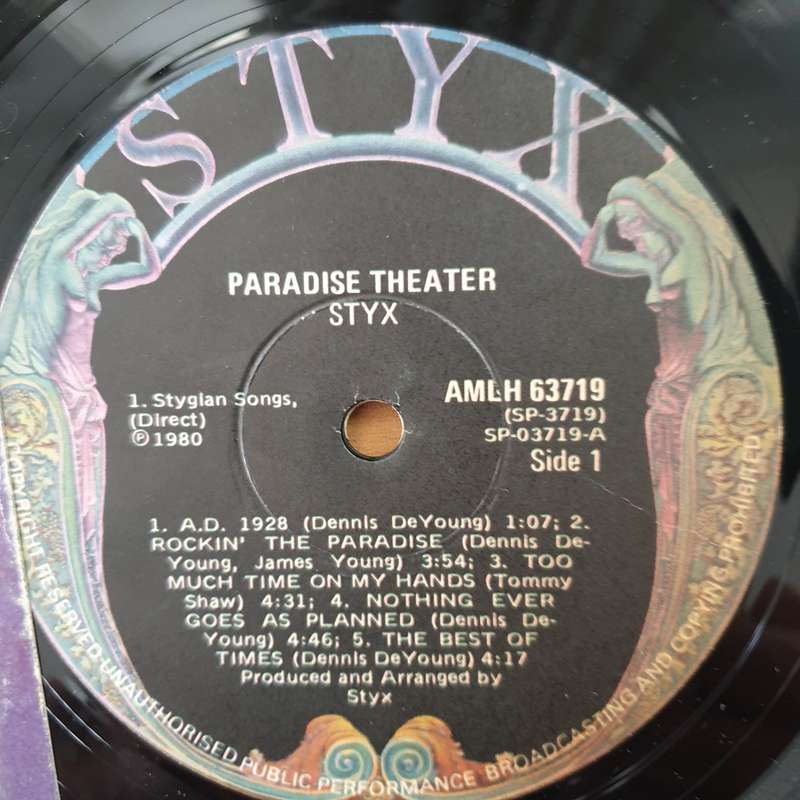 STYX
PARADISE THEATER
STYX
1. Stygian Songs,
(Direct)
℗1980
AMLH 63719
(SP-3719)
SP-03719-A
Side 1
1. A.D. 1928 (Dennis DeYoung) 1:07; 2.
ROCKIN' THE PARADISE (Dennis De-
Young, James Young) 3:54; 3. TOO
MUCH TIME ON MY HANDS (Tommy
Shaw) 4:31; 4. NOTHING EVER
GOES AS PLANNED (Dennis De-
Young) 4:46; 5. THE BEST OF
TIMES (Dennis DeYoung) 4:17
Produced and Arranged by
Styx
COPYRIGHT RESERVED UNAUTHORISED PUBLIC PERFORMANCE BROADCASTING AND COPYING PROHIBITED